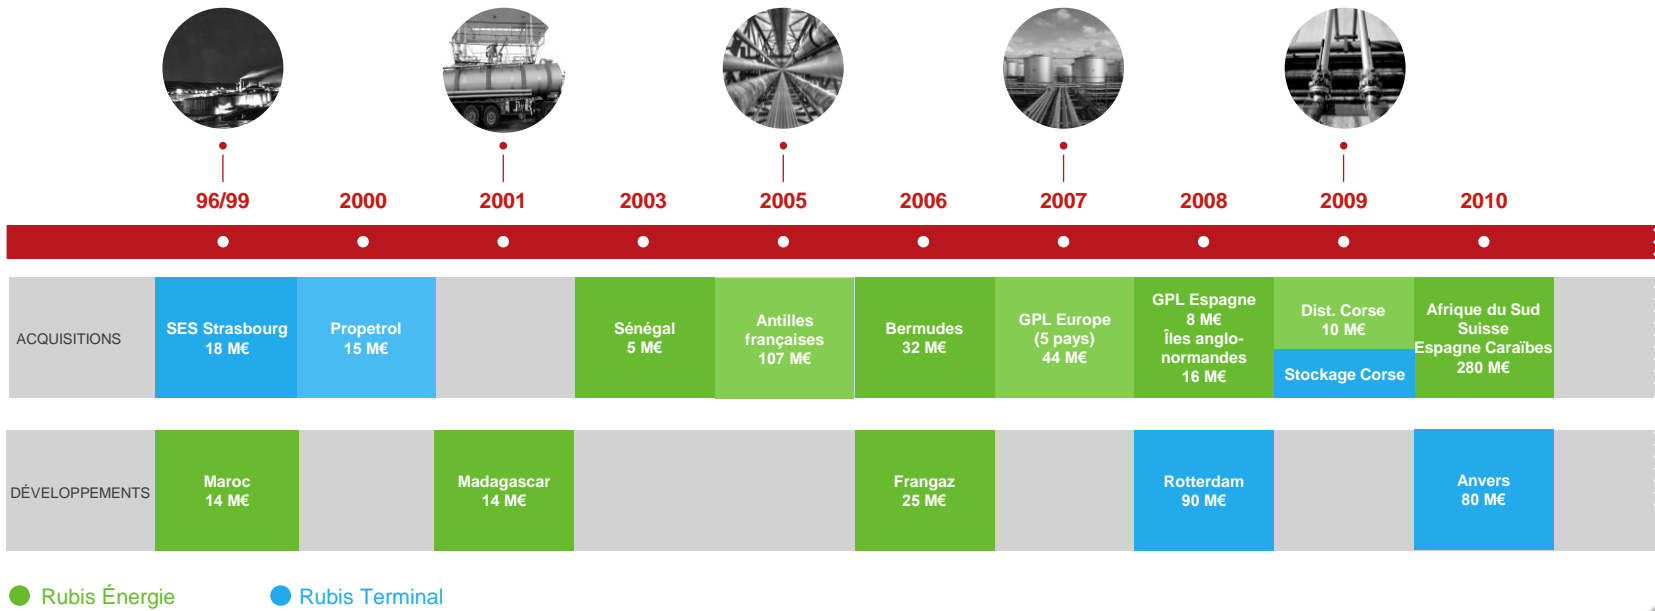 96/99
2000
2001
2003
2005
2006
2007
2008
2009
2010
ACQUISITIONS
SES Strasbourg
18 M€
Propetrol
15 M€
Sénégal
5 M€
Antilles
françaises
107 M€
Bermudes
32 M€
GPL Europe
(5 pays)
44 M€
GPL Espagne
8 M€
Îles anglo-
normandes
16 M€
Dist. Corse
10 M€
Stockage Corse
Afrique du Sud
Suisse
Espagne Caraïbes
280 M€
DÉVELOPPEMENTS
Maroc
14 M€
Madagascar
14 M€
Frangaz
25 M€
Rotterdam
90 M€
Anvers
80 M€
Rubis Énergie
Rubis Terminal